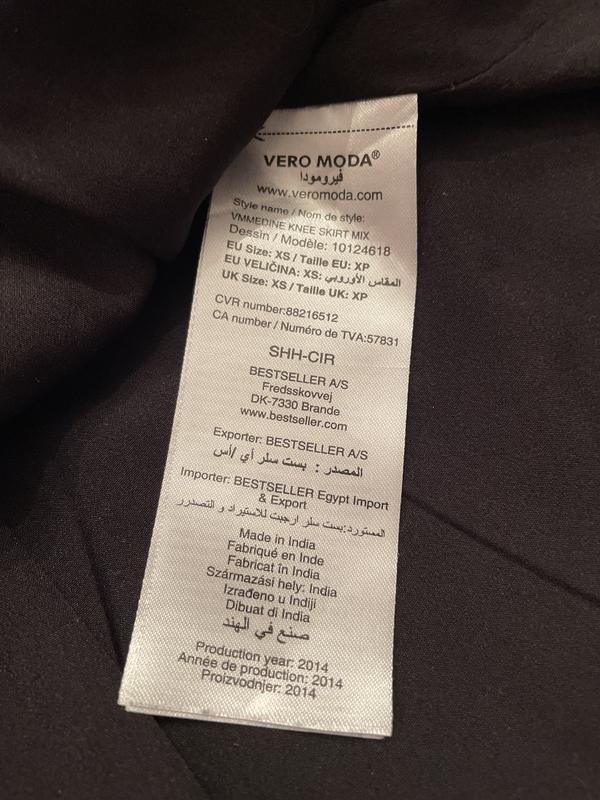 VERO MODA®
فيرومودا
www.veromoda.com
Style name / Nom de style:
VMMEDINE KNEE SKIRT MIX
Dessin / Modèle: 10124618
EU Size: XS / Taille EU: XP
EU VELIČINA: XS: المقاس الأوروبي
UK Size: XS / Taille UK: XP
CVR number:88216512
CA number / Numéro de TVA:57831
SHH-CIR
BESTSELLER A/S
Fredsskovvej
DK-7330 Brande
www.bestseller.com
Exporter: BESTSELLER A/S
المصدر : بست سلر أي /أس
Importer: BESTSELLER Egypt Import
& Export
المستورد:بست سلر ارجبت للاستيراد و التصدرر
Made in India
Fabriqué en Inde
Fabricat în India
Származási hely: India
Izrađeno u Indiji
Dibuat di India
صنع في الهند
Production year: 2014
Année de production: 2014
Proizvodnjer: 2014